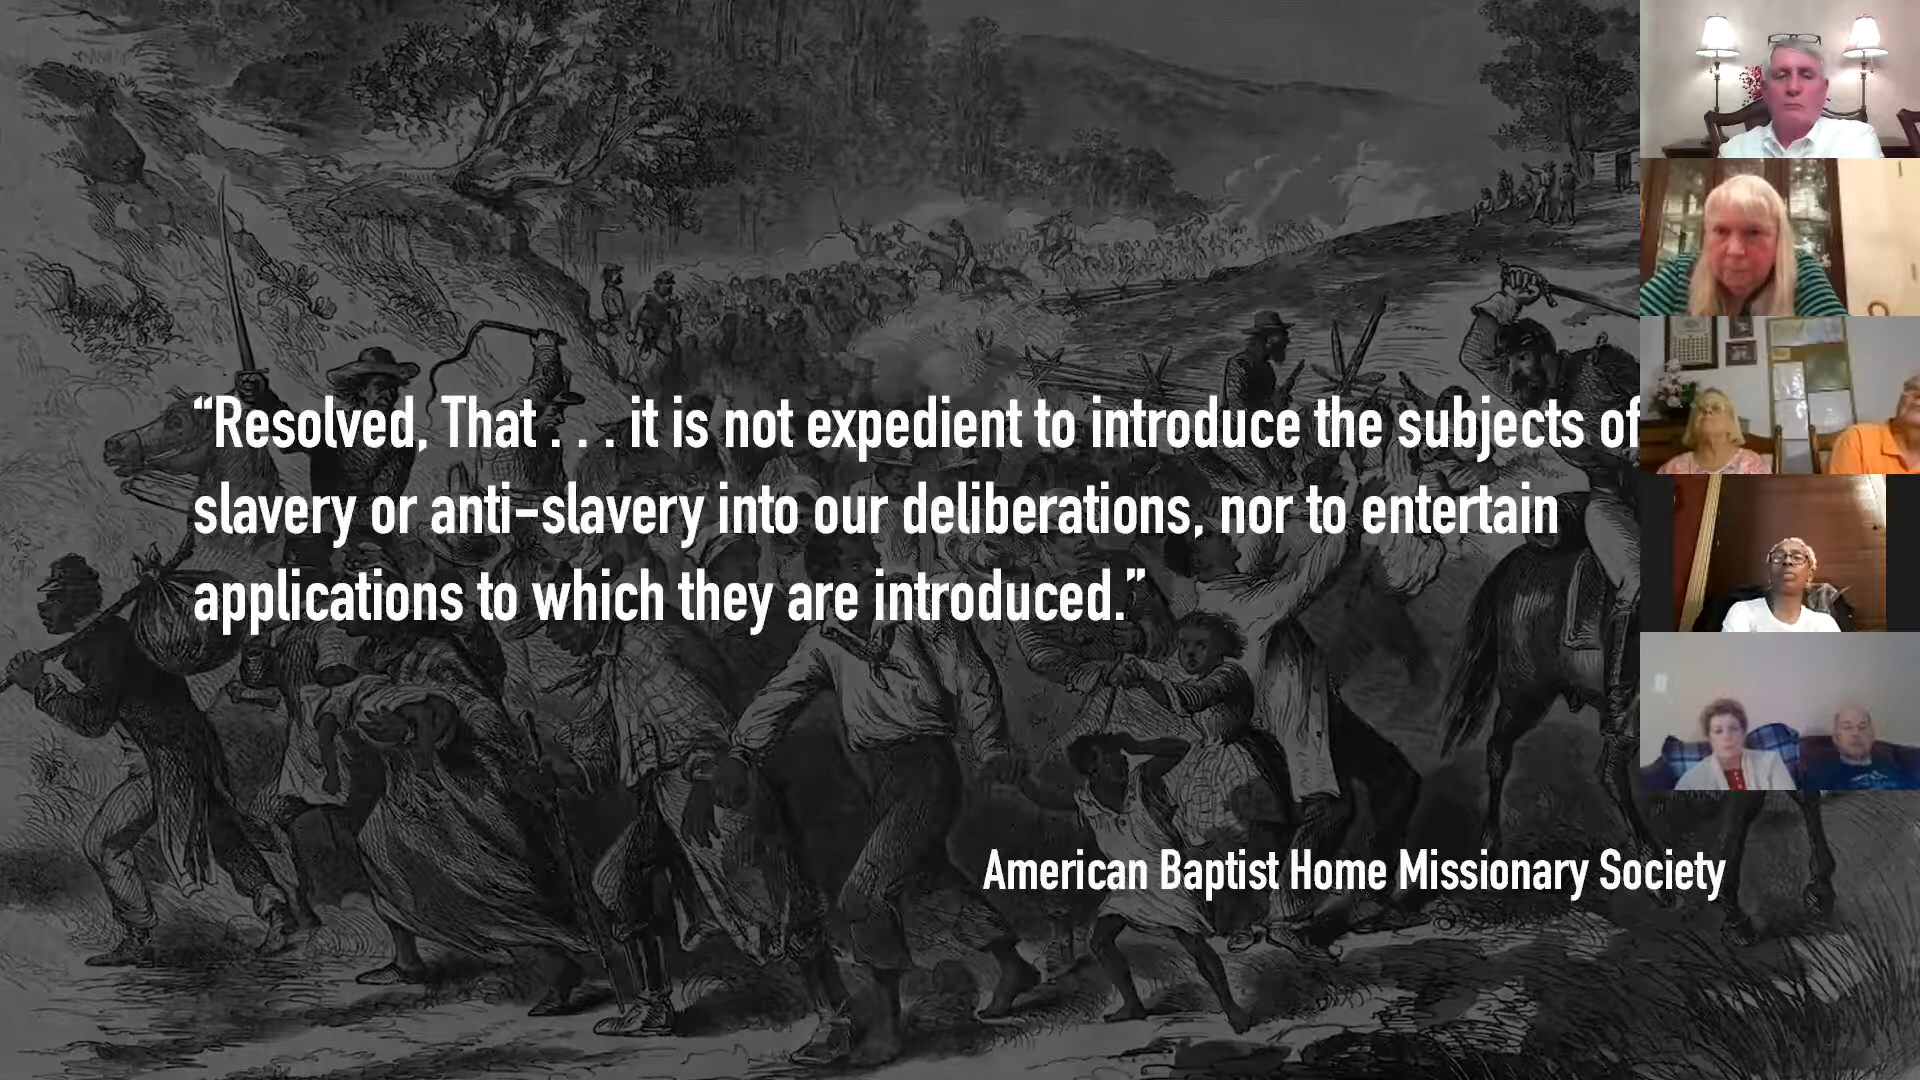 “Resolved, That . . . it is not expedient to introduce the subjects of
slavery or anti-slavery into our deliberations, nor to entertain
applications to which they are introduced.”
American Baptist Home Missionary Society